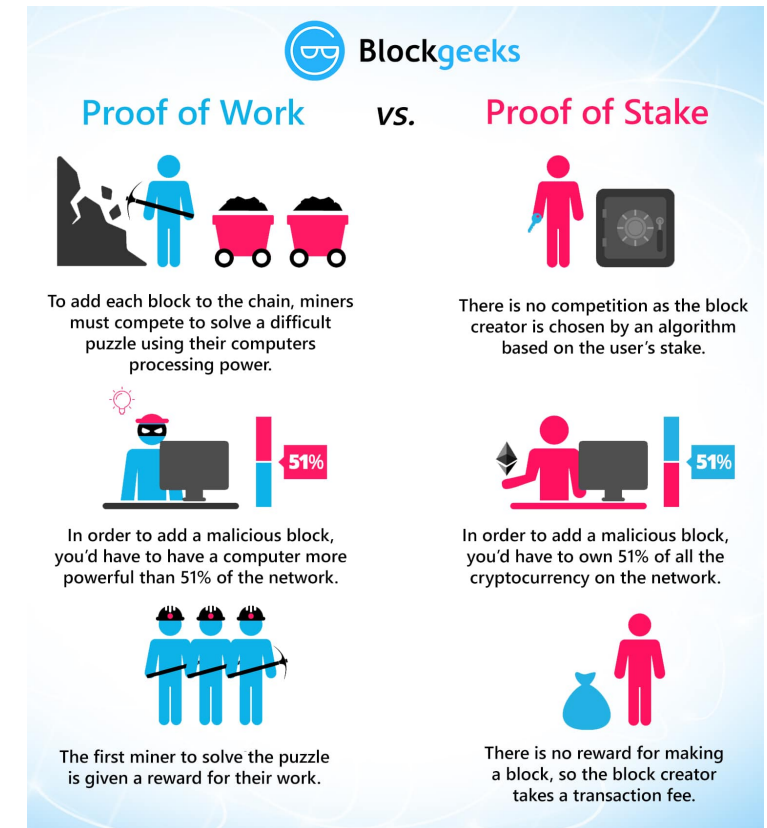 Blockgeeks
Proof of Work vs. Proof of Stake
To add each block to the chain, miners
must compete to solve a difficult
puzzle using their computers
processing power.
There is no competition as the block
creator is chosen by an algorithm
based on the user’s stake.
51%
51%
In order to add a malicious block,
you’d have to have a computer more
powerful than 51% of the network.
In order to add a malicious block,
you’d have to own 51% of all the
cryptocurrency on the network.
The first miner to solve the puzzle
is given a reward for their work.
There is no reward for making
a block, so the block creator
takes a transaction fee.